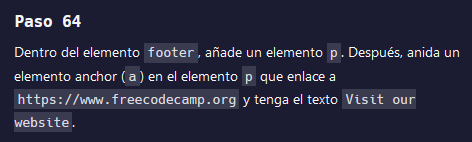 Paso 64
Dentro del elemento footer, añade un elemento p. Después, anida un
elemento anchor (a) en el elemento p que enlace a
https://www.freecodecamp.org y tenga el texto Visit our
website.